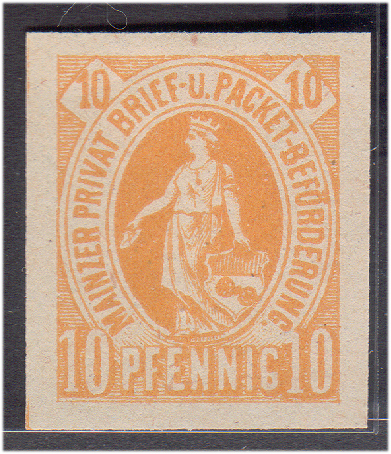 10 10
MAINZER PRIVAT BRIEF-U. PACKET-BEFÖRDERUNG
10 PFENNIG 10